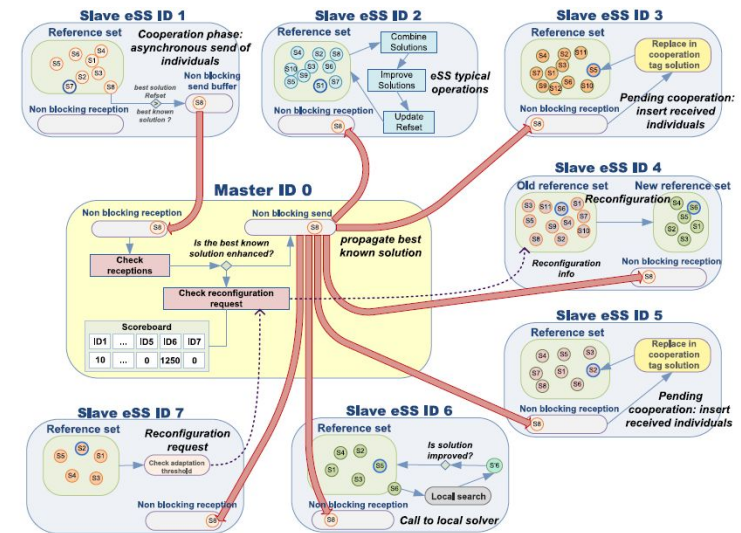 Slave eSS ID 1
Reference set
S4
S6
S1
S5
S3
S2
S7
S8
Cooperation phase:
asynchronous send of
individuals
Non blocking
send buffer
best solution
Refset
>
best known
solution ?
S8
Non blocking reception
Slave eSS ID 2
Reference set
S4
S2
S8
S10
S6
S3
S5
S9
S7
S1
Combine
Solutions
Improve
Solutions
Update
Refset
eSS typical
operations
Non blocking reception
S8
Slave eSS ID 3
Reference set
S4
S2
S11
S3
S7
S1
S8
S5
S6
S9
S12
S10
Replace in
cooperation
tag solution
Pending cooperation:
insert received
individuals
Non blocking reception
S8
Master ID 0
Non blocking reception
S8
Non blocking send
S8
Is the best known
solution enhanced?
propagate best
known solution
Check
receptions
Check reconfiguration
request
Scoreboard
ID1 ... ID5 ID6 ID7
10 ... 0 1250 0
Slave eSS ID 4
Old reference set
New reference set
Reconfiguration
S3
S11
S6
S1
S7
S5
S9
S4
S10
S8
S2
S6
S4
S5
S2
S3
S1
Reconfiguration
info
Non blocking reception
S8
Slave eSS ID 5
Reference set
S4
S5
S3
S7
S1
S2
S8
S6
Replace in
cooperation
tag solution
Pending
cooperation: insert
received individuals
Non blocking reception
S8
Slave eSS ID 7
Reference set
S2
S5
S1
S4
S3
Reconfiguration
request
Check adaptation
threshold
Non blocking reception
S8
Slave eSS ID 6
Reference set
S4
S2
S1
S5
S3
S6
Is solution
improved?
S'6
Local search
Non blocking reception
S8
Call to local solver